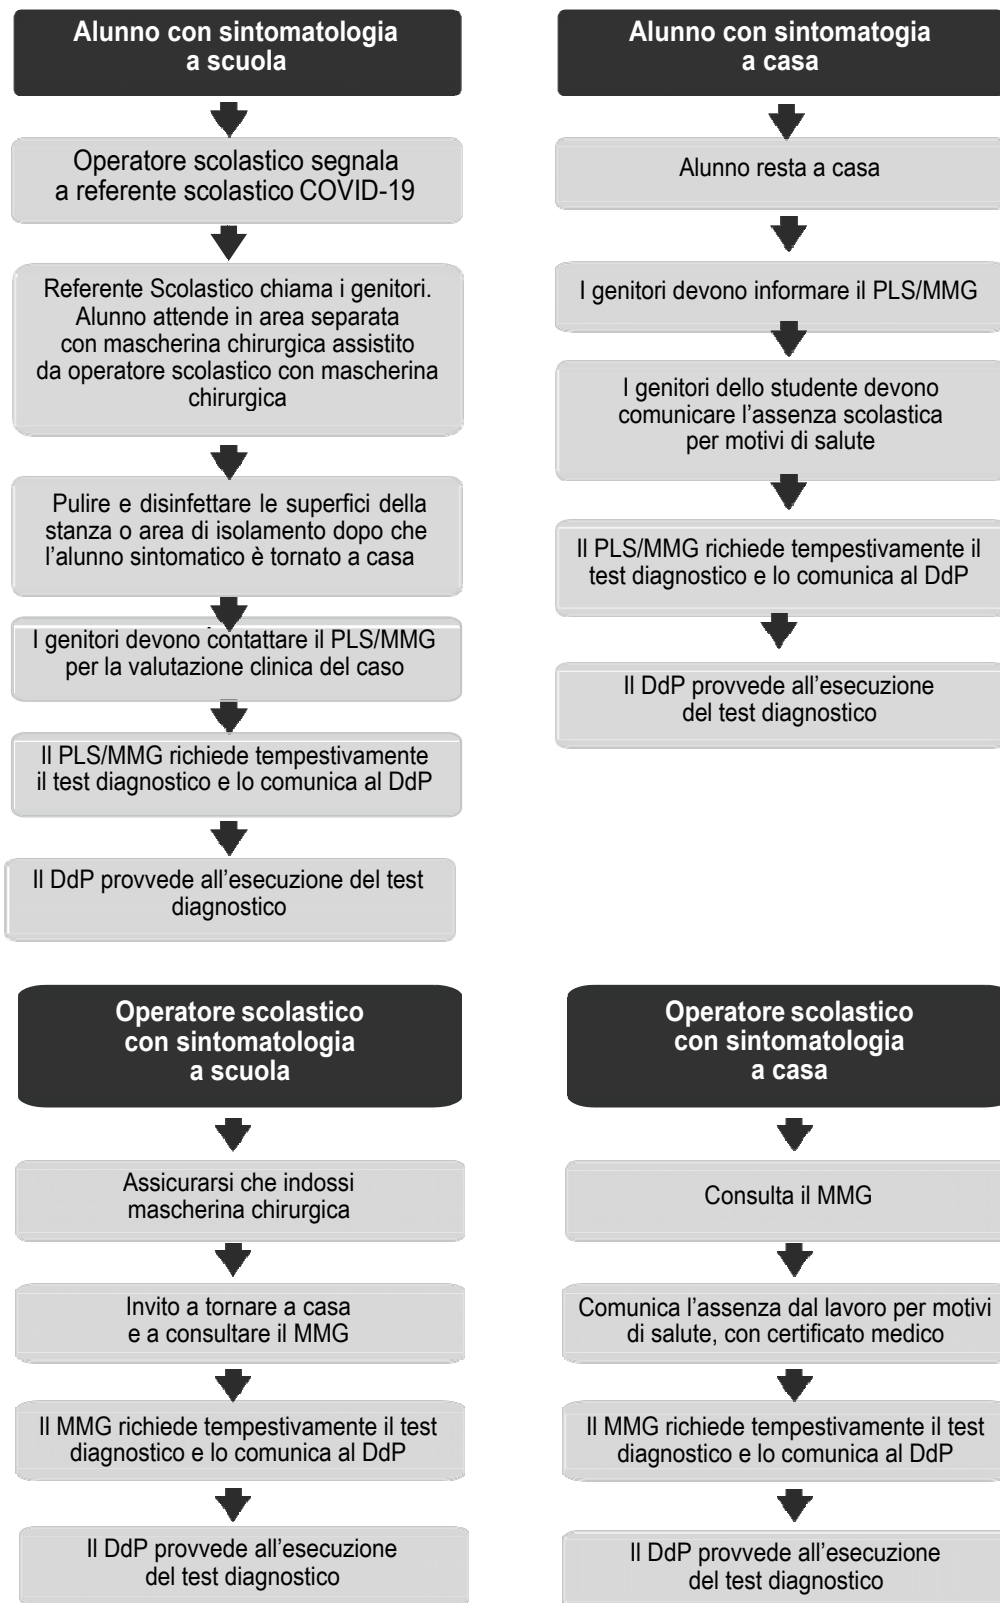 Alunno con sintomatologia
a scuola
Operatore scolastico segnala
a referente scolastico COVID-19
Referente Scolastico chiama i genitori.
Alunno attende in area separata
con mascherina chirurgica assistito
da operatore scolastico con mascherina
chirurgica
Pulire e disinfettare le superfici della
stanza o area di isolamento dopo che
l'alunno sintomatico è tornato a casa
I genitori devono contattare il PLS/MMG
per la valutazione clinica del caso
Il PLS/MMG richiede tempestivamente
il test diagnostico e lo comunica al DdP
Il DdP provvede all'esecuzione del test
diagnostico
Alunno con sintomatogia
a casa
Alunno resta a casa
I genitori devono informare il PLS/MMG
I genitori dello studente devono
comunicare l'assenza scolastica
per motivi di salute
Il PLS/MMG richiede tempestivamente il
test diagnostico e lo comunica al DdP
Il DdP provvede all'esecuzione
del test diagnostico
Operatore scolastico
con sintomatologia
a scuola
Assicurarsi che indossi
mascherina chirurgica
Invito a tornare a casa
e a consultare il MMG
Il MMG richiede tempestivamente il test
diagnostico e lo comunica al DdP
Il DdP provvede all'esecuzione
del test diagnostico
Operatore scolastico
con sintomatologia
a casa
Consulta il MMG
Comunica l'assenza dal lavoro per motivi
di salute, con certificato medico
Il MMG richiede tempestivamente il test
diagnostico e lo comunica al DdP
Il DdP provvede all'esecuzione
del test diagnostico